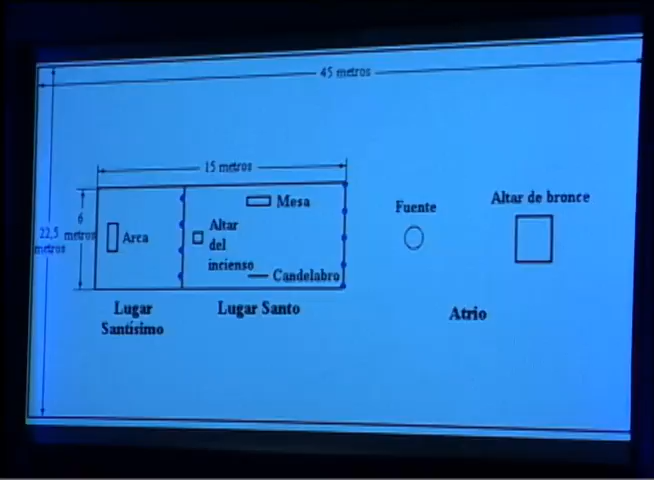 45 metros
15 metros
Mesa
Fuente
Altar de bronce
6
metros
22,5
metros
Arca
Altar
del
incienso
Candelabro
Lugar
Santísimo
Lugar Santo
Atrio